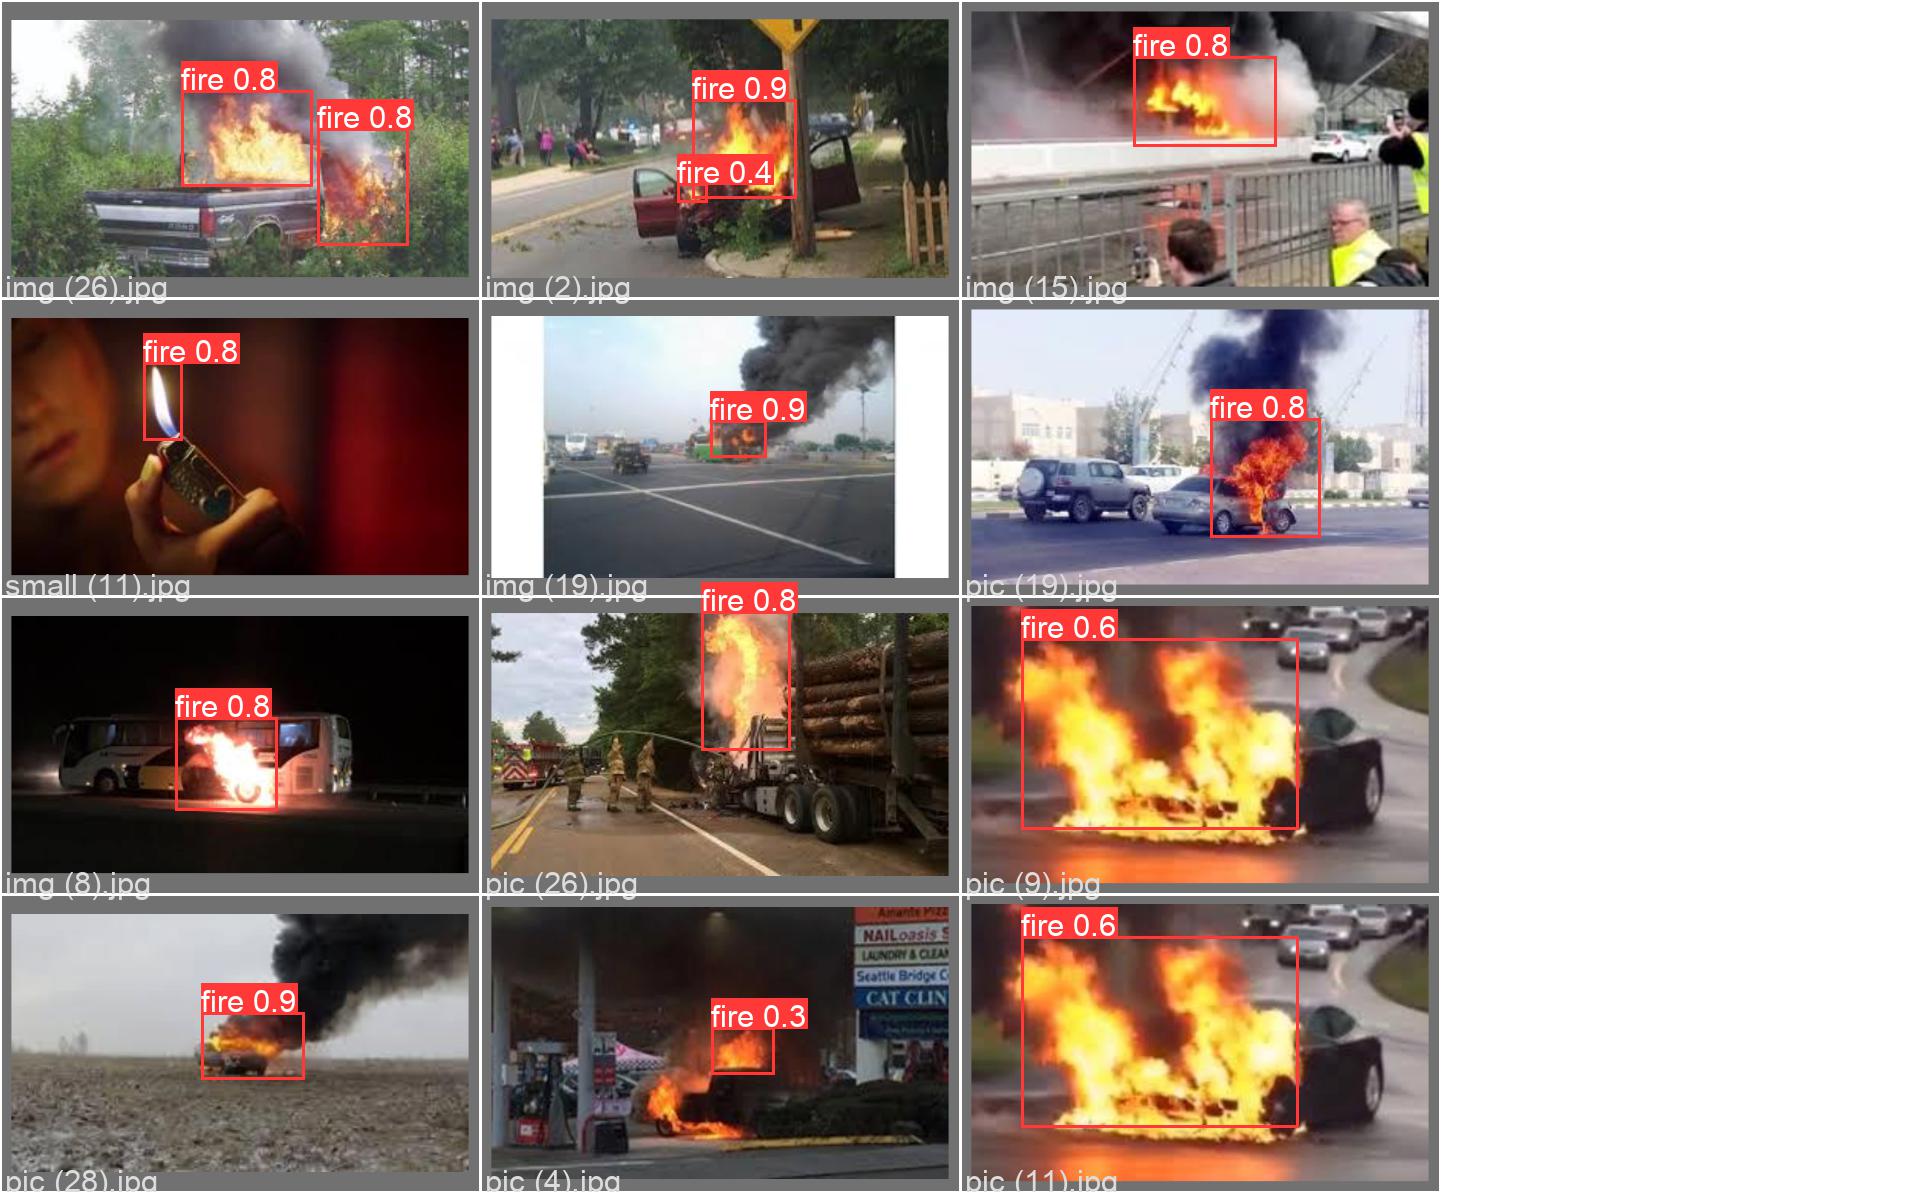 fire 0.8
fire 0.8
img (26).jpg
fire 0.9
fire 0.4
img (2).jpg
fire 0.8
img (15).jpg
fire 0.8
small (11).jpg
fire 0.9
img (19).jpg
fire 0.8
pic (19).jpg
fire 0.8
img (8).jpg
fire 0.8
pic (26).jpg
fire 0.6
pic (9).jpg
fire 0.9
pic (28).jpg
fire 0.3
Amante Pizz
NAILoasis S
LAUNDRY & CLEAN
Seattle Bridge C
CAT CLIN
pic (4).jpg
fire 0.6
pic (11).jpg